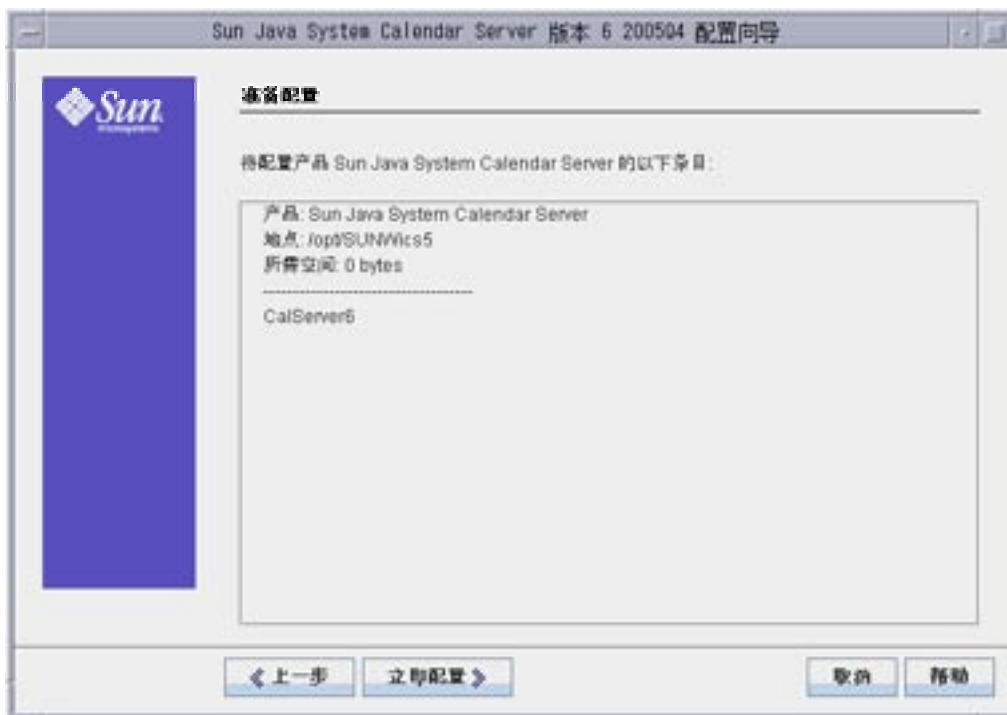 Sun Java System Calendar Server 版本 6 2005Q4 配置向导
Sun
microsystems
准备配置
待配置产品 Sun Java System Calendar Server 的以下条目:
产品: Sun Java System Calendar Server
地点: /opt/SUNWics5
所需空间: 0 bytes
------------------------------------
CalServer6
上一步
立即配置
取消
帮助